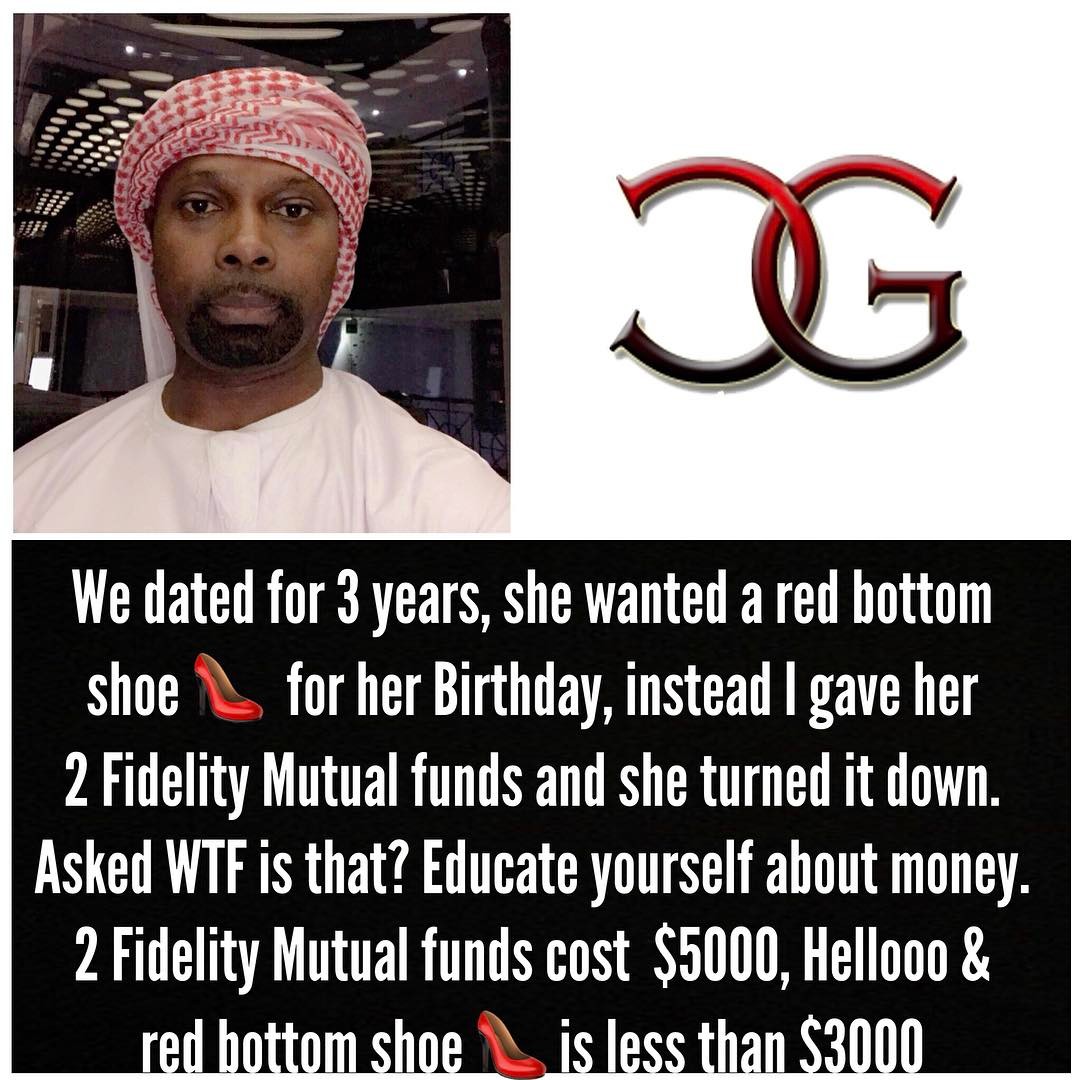 CG
We dated for 3 years, she wanted a red bottom
shoe 👠 for her Birthday, instead I gave her
2 Fidelity Mutual funds and she turned it down.
Asked WTF is that? Educate yourself about money.
2 Fidelity Mutual funds cost $5000, Hellooo &
red bottom shoe 👠 is less than $3000